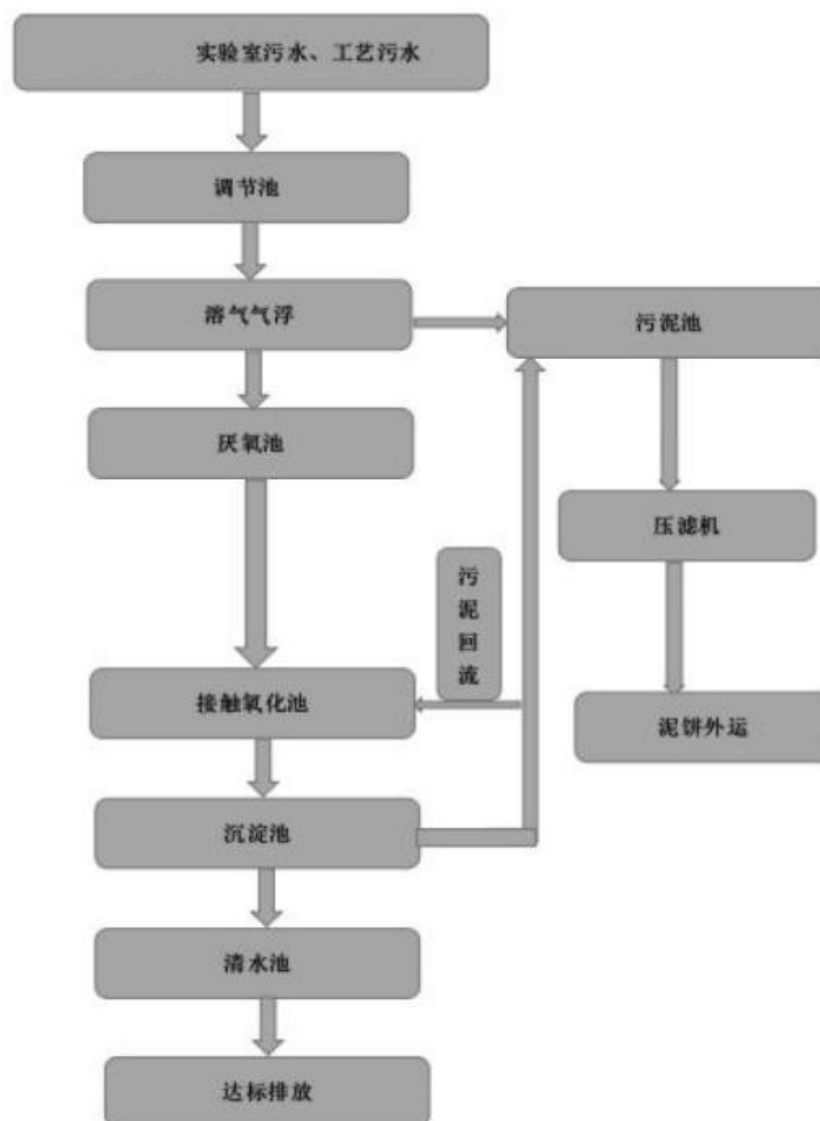 实验室污水、工艺污水
调节池
溶气气浮
污泥池
厌氧池
压滤机
污泥回流
接触氧化池
泥饼外运
沉淀池
清水池
达标排放